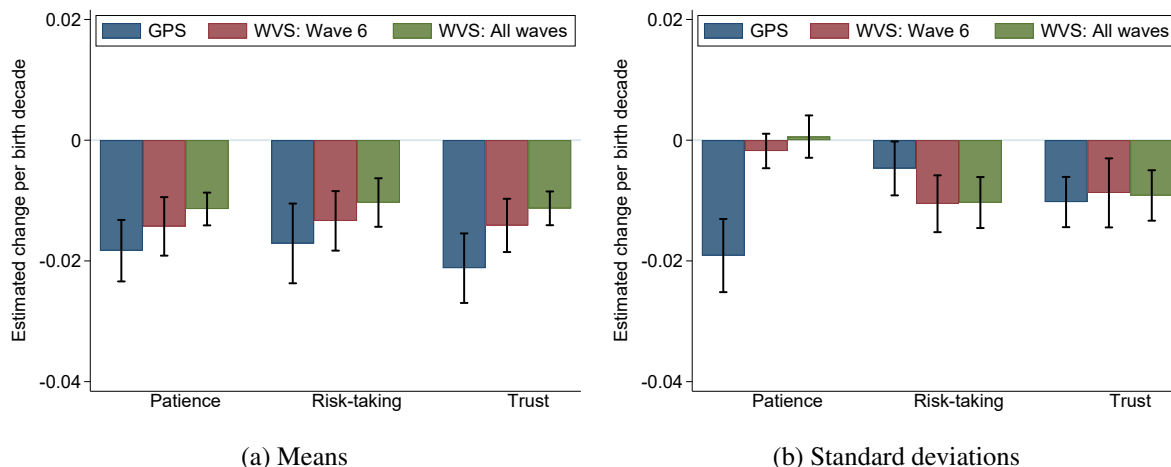 Estimated change per birth decade
0.02
0
-0.02
-0.04
GPS WVS: Wave 6 WVS: All waves
Patience Risk-taking Trust
(a) Means
Estimated change per birth decade
0.02
0
-0.02
-0.04
GPS WVS: Wave 6 WVS: All waves
Patience Risk-taking Trust
(b) Standard deviations